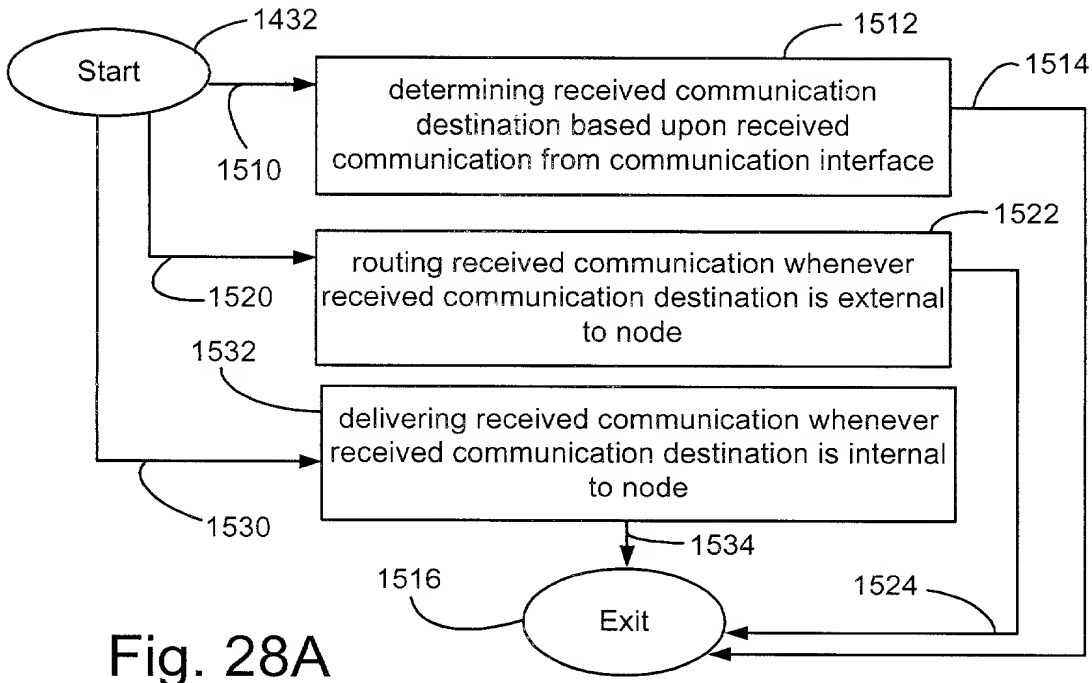 1432
Start
1512
1514
determining received communication
destination based upon received
communication from communication interface
1510
1522
routing received communication whenever
received communication destination is external
to node
1520
1532
delivering received communication whenever
received communication destination is internal
to node
1530
1534
1516
Exit
1524
Fig. 28A